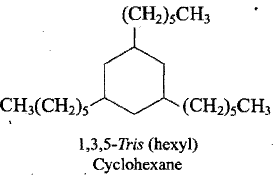 (CH₂)₅CH₃
CH₃(CH₂)₅
(CH₂)₅CH₃
1,3,5-Tris (hexyl)
Cyclohexane